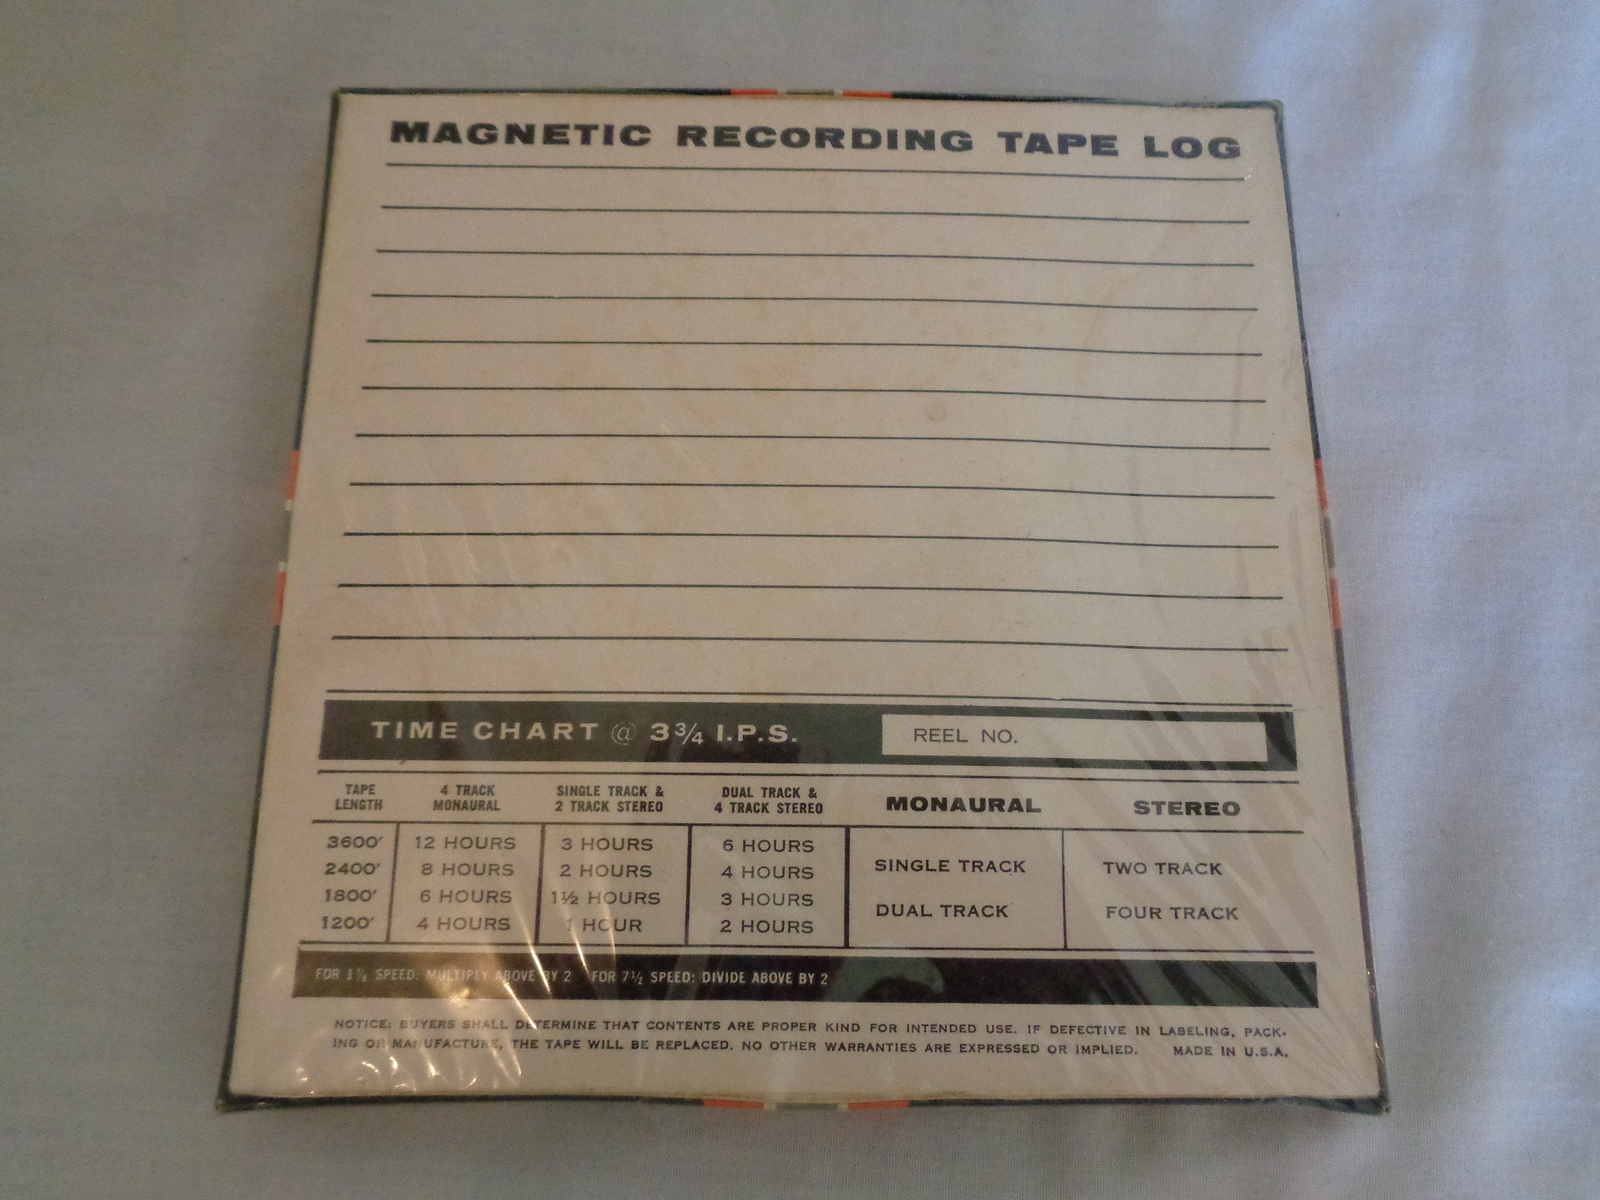 MAGNETIC RECORDING TAPE LOG
TIME CHART @ 3¾ I.P.S.
REEL NO.
TAPE LENGTH 4 TRACK MONAURAL SINGLE TRACK & 2 TRACK STEREO DUAL TRACK & 4 TRACK STEREO MONAURAL STEREO
3600' 12 HOURS 3 HOURS 6 HOURS
2400' 8 HOURS 2 HOURS 4 HOURS SINGLE TRACK TWO TRACK
1800' 6 HOURS 1½ HOURS 3 HOURS DUAL TRACK FOUR TRACK
1200' 4 HOURS 1 HOUR 2 HOURS
FOR 1⅞ SPEED: MULTIPLY ABOVE BY 2 FOR 7½ SPEED: DIVIDE ABOVE BY 2
NOTICE: BUYERS SHALL DETERMINE THAT CONTENTS ARE PROPER KIND FOR INTENDED USE. IF DEFECTIVE IN LABELING, PACK-
ING OR MANUFACTURE, THE TAPE WILL BE REPLACED. NO OTHER WARRANTIES ARE EXPRESSED OR IMPLIED. MADE IN U.S.A.